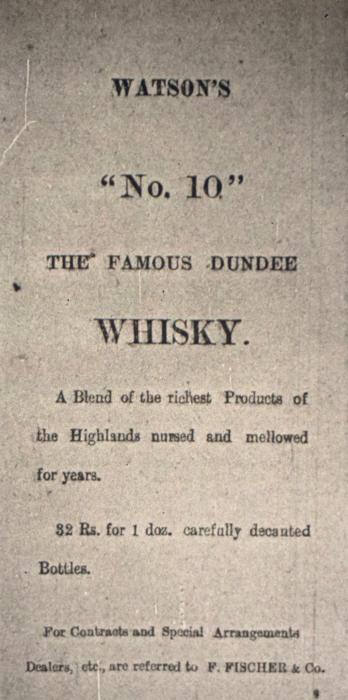 WATSON'S
“No. 10”
THE FAMOUS DUNDEE
WHISKY.
A Blend of the richest Products of
the Highlands nursed and mellowed
for years.
32 Rs. for 1 doz. carefully decanted
Bottles.
For Contracts and Special Arrangements
Dealers, etc., are referred to F. FISCHER & Co.